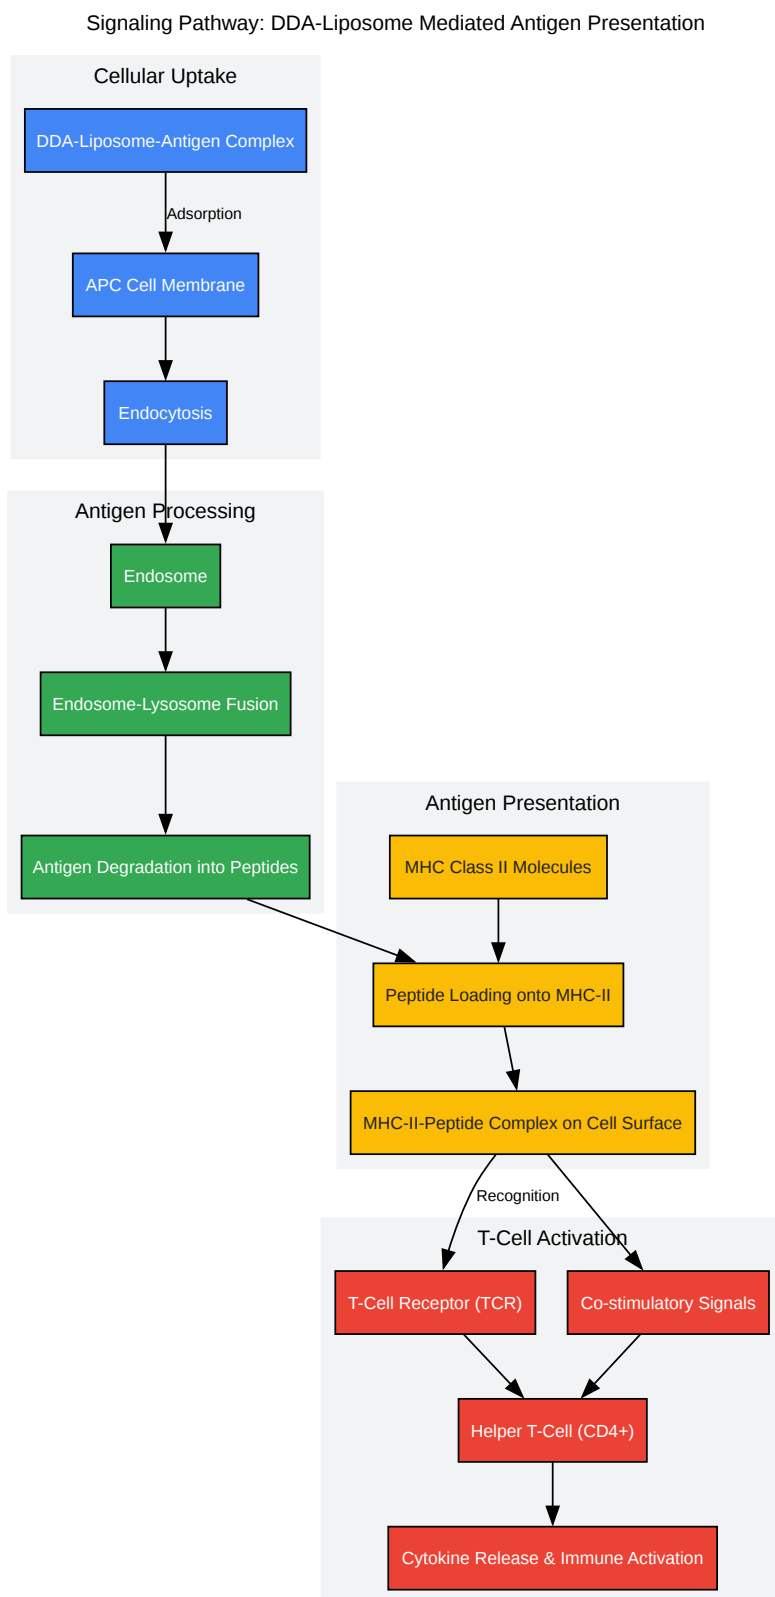 Signaling Pathway: DDA-Liposome Mediated Antigen Presentation
Cellular Uptake
DDA-Liposome-Antigen Complex
Adsorption
APC Cell Membrane
Endocytosis
Antigen Processing
Endosome
Endosome-Lysosome Fusion
Antigen Degradation into Peptides
Antigen Presentation
MHC Class II Molecules
Peptide Loading onto MHC-II
MHC-II-Peptide Complex on Cell Surface
Recognition
T-Cell Activation
T-Cell Receptor (TCR)
Co-stimulatory Signals
Helper T-Cell (CD4+)
Cytokine Release & Immune Activation